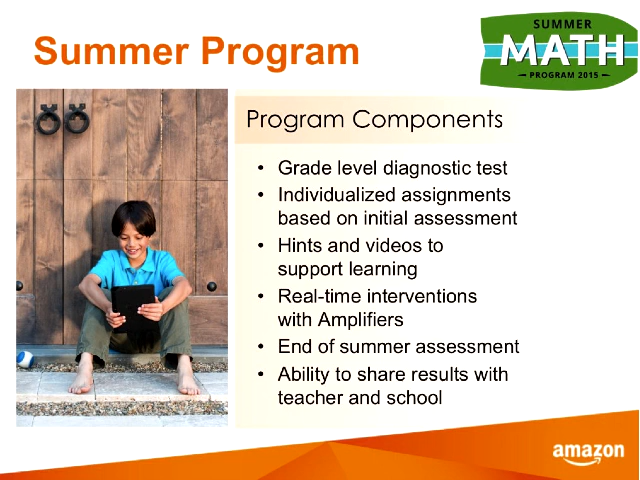 Summer Program
SUMMER
MATH
PROGRAM 2015
Program Components
• Grade level diagnostic test
• Individualized assignments
based on initial assessment
• Hints and videos to
support learning
• Real-time interventions
with Amplifiers
• End of summer assessment
• Ability to share results with
teacher and school
amazon